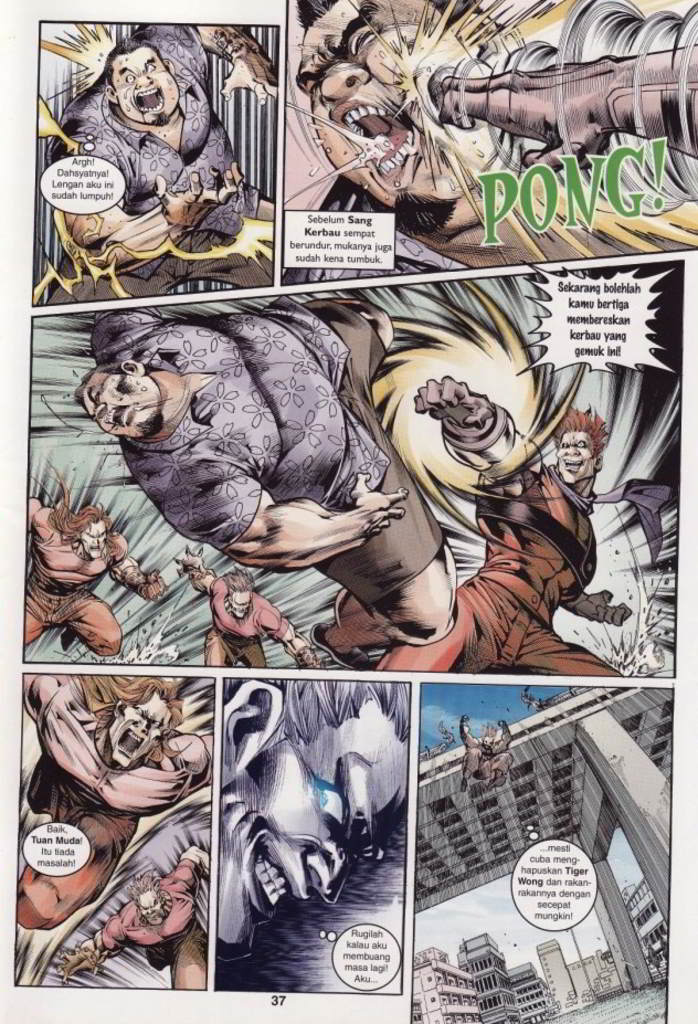 Argh!
Dahsyatnya!
Lengan aku ini
sudah lumpuh!
Sebelum Sang
Kerbau sempat
berundur, mukanya juga
sudah kena tumbuk.
PONG!
Sekarang bolehlah
kamu bertiga
membereskan
kerbau yang
gemuk ini!
Baik,
Tuan Muda!
Itu tiada
masalah!
Rugilah
kalau aku
membuang
masa lagi!
Aku...
...mesti
cuba meng-
hapuskan Tiger
Wong dan rakan-
rakannya dengan
secepat
mungkin!
37